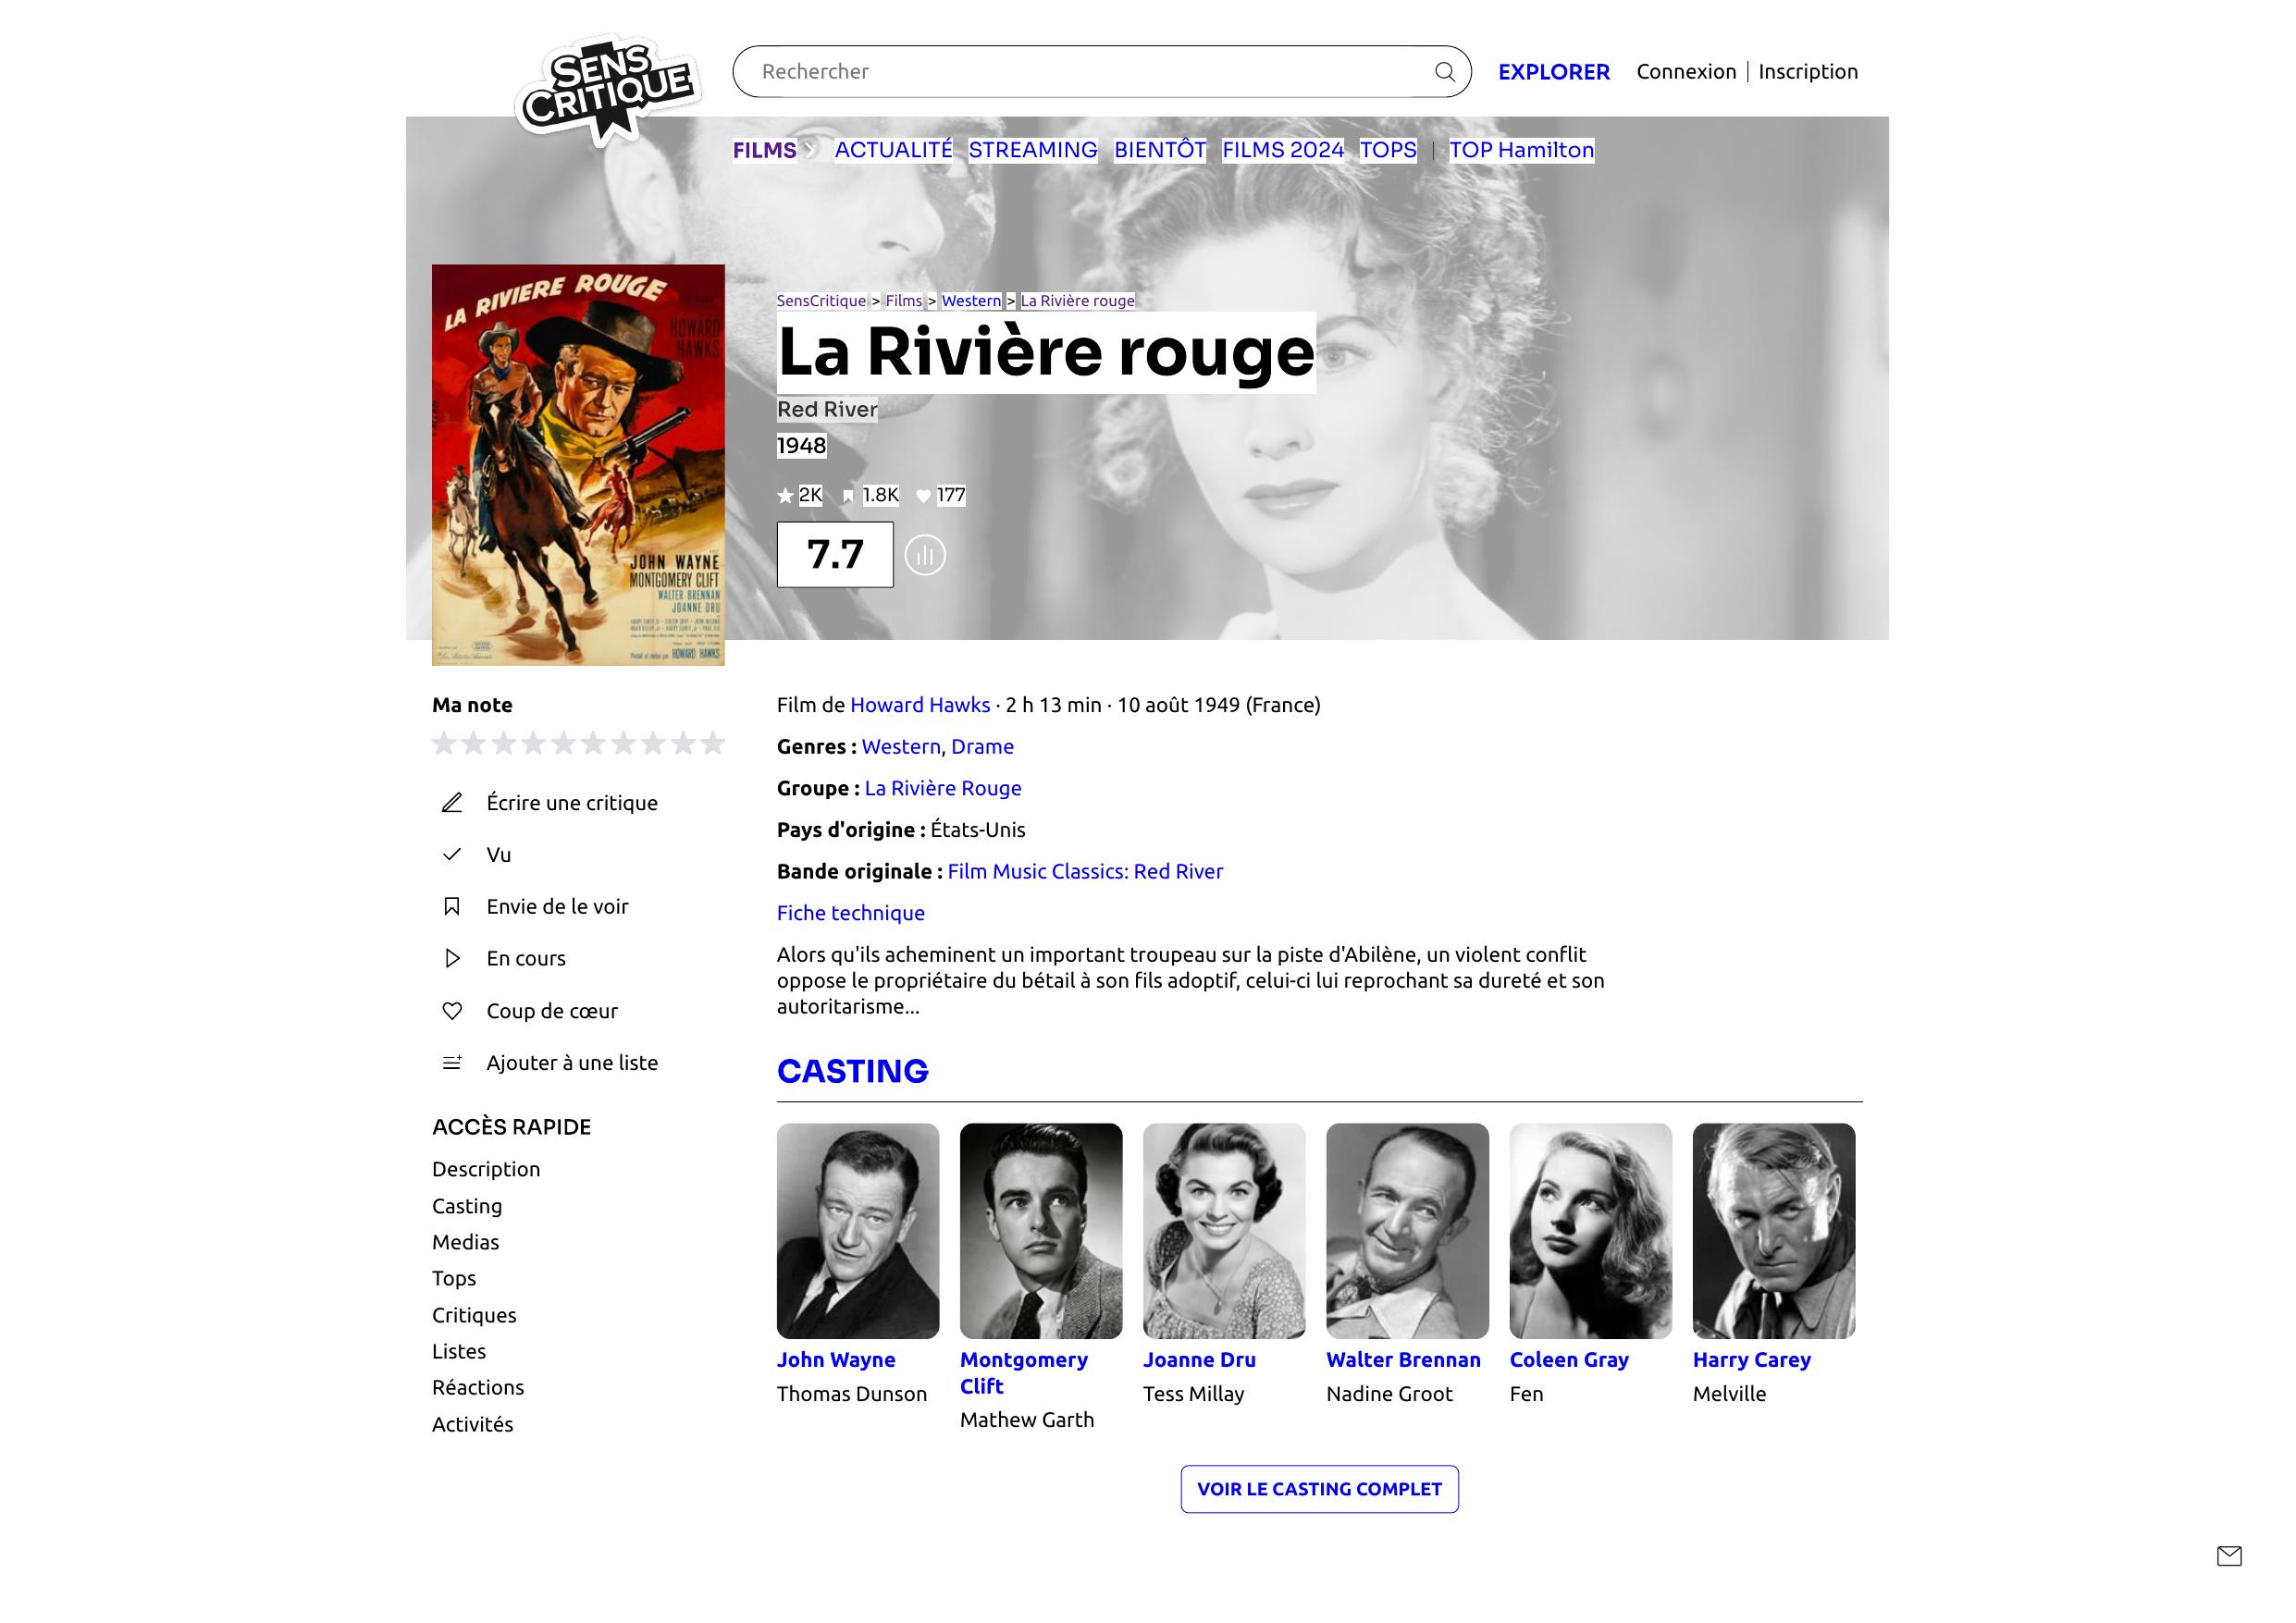 SENS
CRITIQUE
Rechercher
EXPLORER
Connexion | Inscription
FILMS ACTUALITÉ STREAMING BIENTÔT FILMS 2024 TOPS | TOP Hamilton
LA RIVIERE ROUGE
HOWARD
HAWKS
JOHN WAYNE
MONTGOMERY CLIFT
WALTER BRENNAN
JOANNE DRU
HOWARD HAWKS
SensCritique > Films > Western > La Rivière rouge
La Rivière rouge
Red River
1948
2K 1.8K 177
7.7
Ma note
Écrire une critique
Vu
Envie de le voir
En cours
Coup de cœur
Ajouter à une liste
ACCÈS RAPIDE
Description
Casting
Medias
Tops
Critiques
Listes
Réactions
Activités
Film de Howard Hawks · 2 h 13 min · 10 août 1949 (France)
Genres : Western, Drame
Groupe : La Rivière Rouge
Pays d'origine : États-Unis
Bande originale : Film Music Classics: Red River
Fiche technique
Alors qu'ils acheminent un important troupeau sur la piste d'Abilène, un violent conflit
oppose le propriétaire du bétail à son fils adoptif, celui-ci lui reprochant sa dureté et son
autoritarisme...
CASTING
John Wayne
Thomas Dunson
Montgomery
Clift
Mathew Garth
Joanne Dru
Tess Millay
Walter Brennan
Nadine Groot
Coleen Gray
Fen
Harry Carey
Melville
VOIR LE CASTING COMPLET